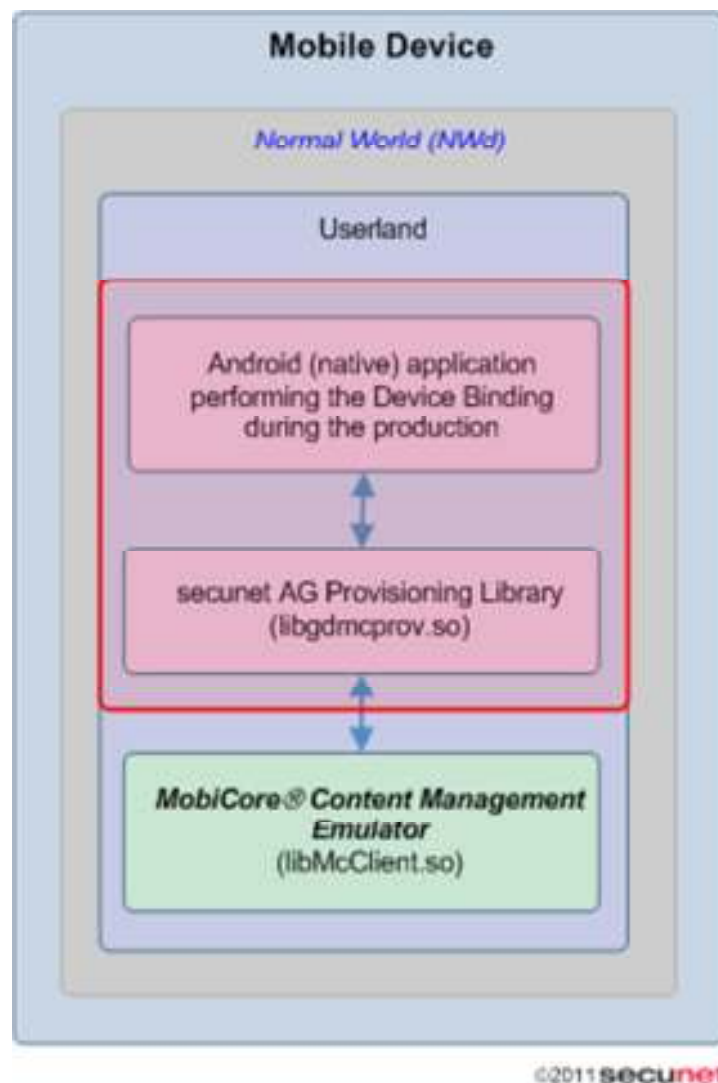 Mobile Device
Normal World (NWd)
Userland
Android (native) application
performing the Device Binding
during the production
secunet AG Provisioning Library
(libgdmcprov.so)
MobiCore® Content Management
Emulator
(libMcClient.so)
©2011 secunet